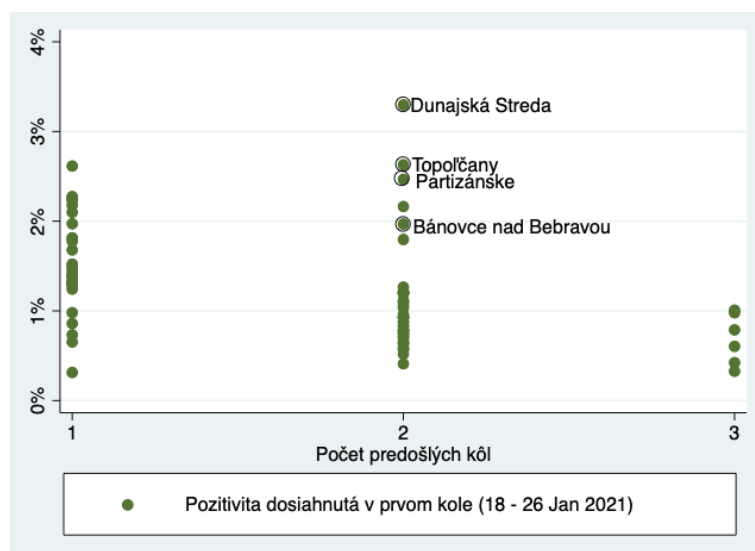 4%
3%
2%
1%
0%
Dunajská Streda
Topoľčany
Partizánske
Bánovce nad Bebravou
1
2
3
Počet predošlých kôl
Pozitivita dosiahnutá v prvom kole (18 - 26 Jan 2021)